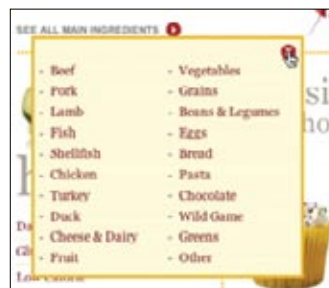 SEE ALL MAIN INGREDIENTS
- Beef
- Pork
- Lamb
- Fish
- Shellfish
- Chicken
- Turkey
- Duck
- Cheese & Dairy
- Fruit
- Vegetables
- Grains
- Beans & Legumes
- Eggs
- Bread
- Pasta
- Chocolate
- Wild Game
- Greens
- Other